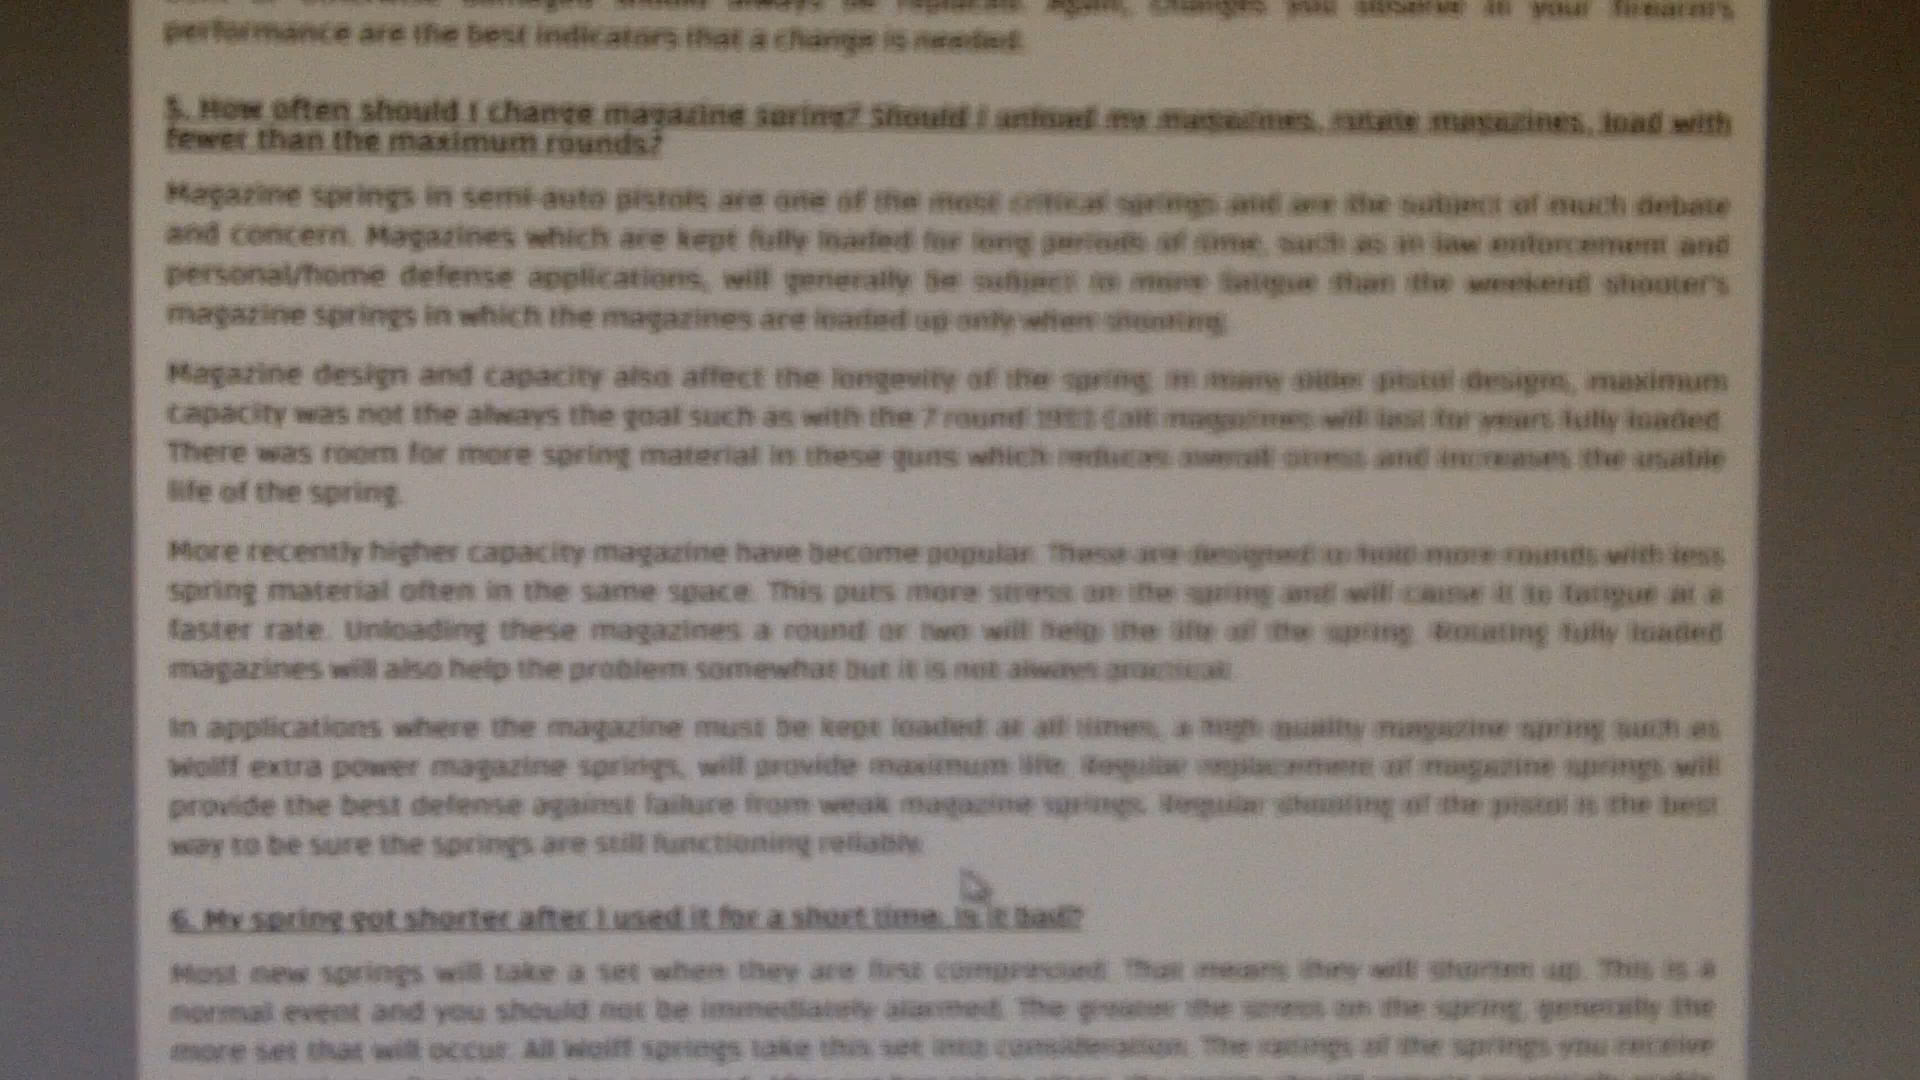 performance are the best indicators that a change is needed.
5. How often should I change magazine spring? Should I unload my magazines, rotate magazines, load with
fewer than the maximum rounds?
Magazine springs in semi-auto pistols are one of the most critical springs and are the subject of much debate
and concern. Magazines which are kept fully loaded for long periods of time, such as in law enforcement and
personal/home defense applications, will generally be subject to more fatigue than the weekend shooter's
magazine springs in which the magazines are loaded up only when shooting.
Magazine design and capacity also affect the longevity of the spring. In many older pistol designs, maximum
capacity was not the always the goal such as with the 7 round Colt magazines will last for years fully loaded.
There was room for more spring material in these guns which reduces overall stress and increases the usable
life of the spring.
More recently higher capacity magazine have become popular. These are designed to hold more rounds with less
spring material often in the same space. This puts more stress on the spring and will cause it to fatigue at a
faster rate. Unloading these magazines a round or two will help the life of the spring. Rotating fully loaded
magazines will also help the problem somewhat but it is not always practical.
In applications where the magazine must be kept loaded at all times, a high quality magazine spring such as
Wolff extra power magazine springs, will provide maximum life. Regular replacement of magazine springs will
provide the best defense against failure from weak magazine springs. Regular shooting of the pistol is the best
way to be sure the springs are still functioning reliably.
6. My spring got shorter after I used it for a short time. Is it bad?
Most new springs will take a set when they are first compressed. That means they will shorten up. This is a
normal event and you should not be immediately alarmed. The greater the stress on the spring, generally the
more set that will occur. All Wolff springs take this set into consideration. The ratings of the springs you receive